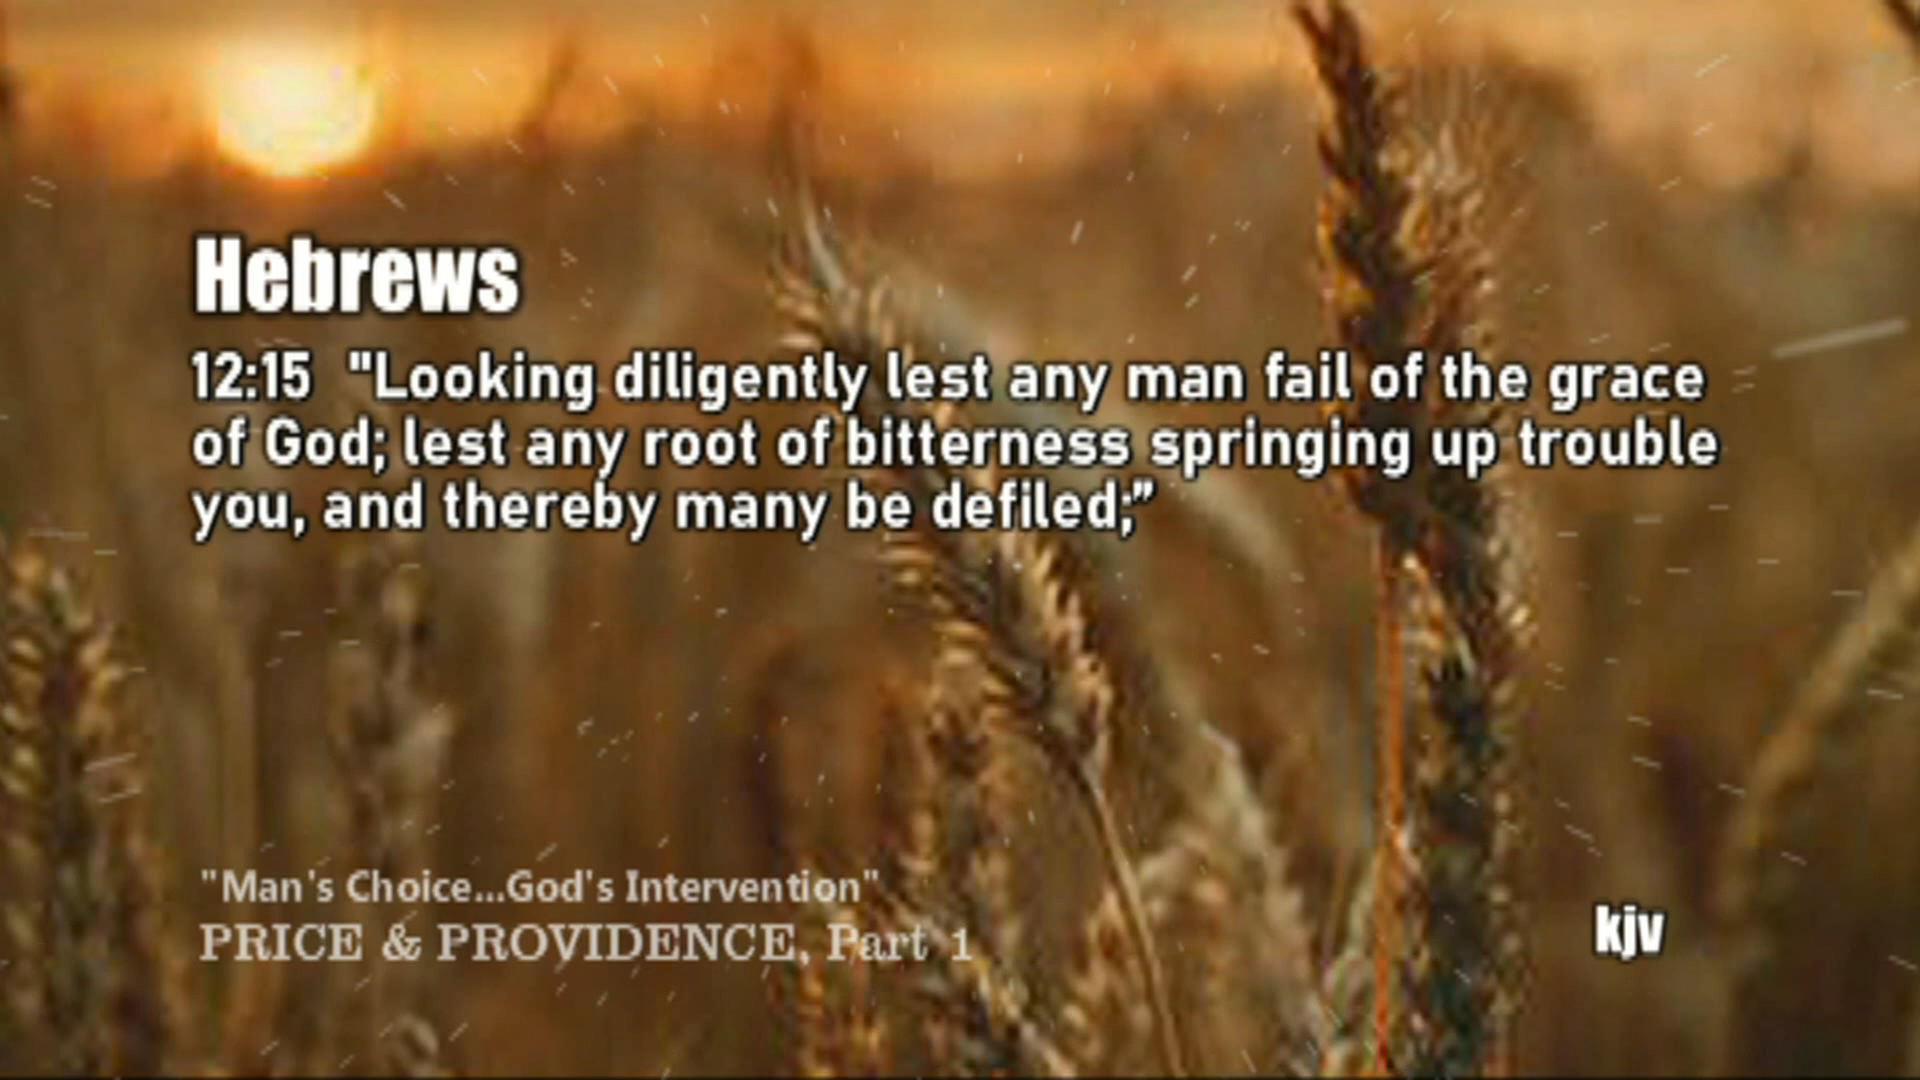 Hebrews
12:15 "Looking diligently lest any man fail of the grace
of God; lest any root of bitterness springing up trouble
you, and thereby many be defiled;”
"Man's Choice...God's Intervention"
PRICE & PROVIDENCE, Part 1
kjv